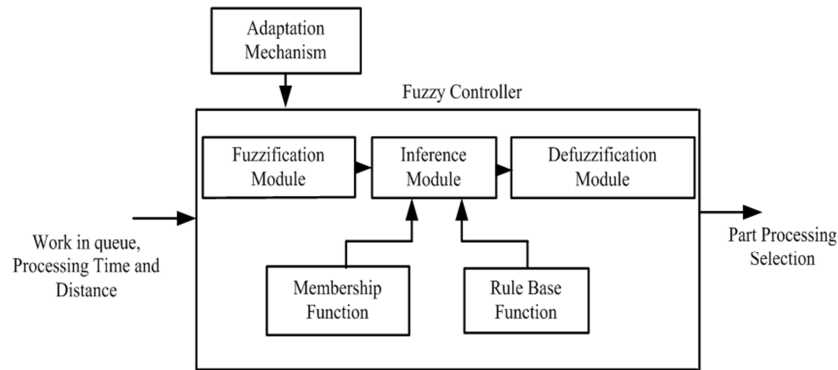 Adaptation
Mechanism
Fuzzy Controller
Fuzzification
Module
Inference
Module
Defuzzification
Module
Work in queue,
Processing Time and
Distance
Part Processing
Selection
Membership
Function
Rule Base
Function